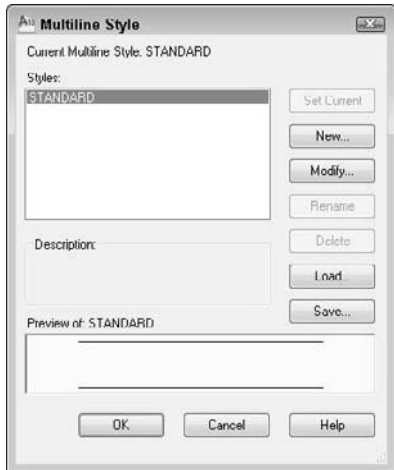 Multiline Style
Current Multiline Style: STANDARD
Styles:
STANDARD
Set Current
New...
Modify...
Rename
Delete
Load...
Save...
Description:
Preview of: STANDARD
OK
Cancel
Help